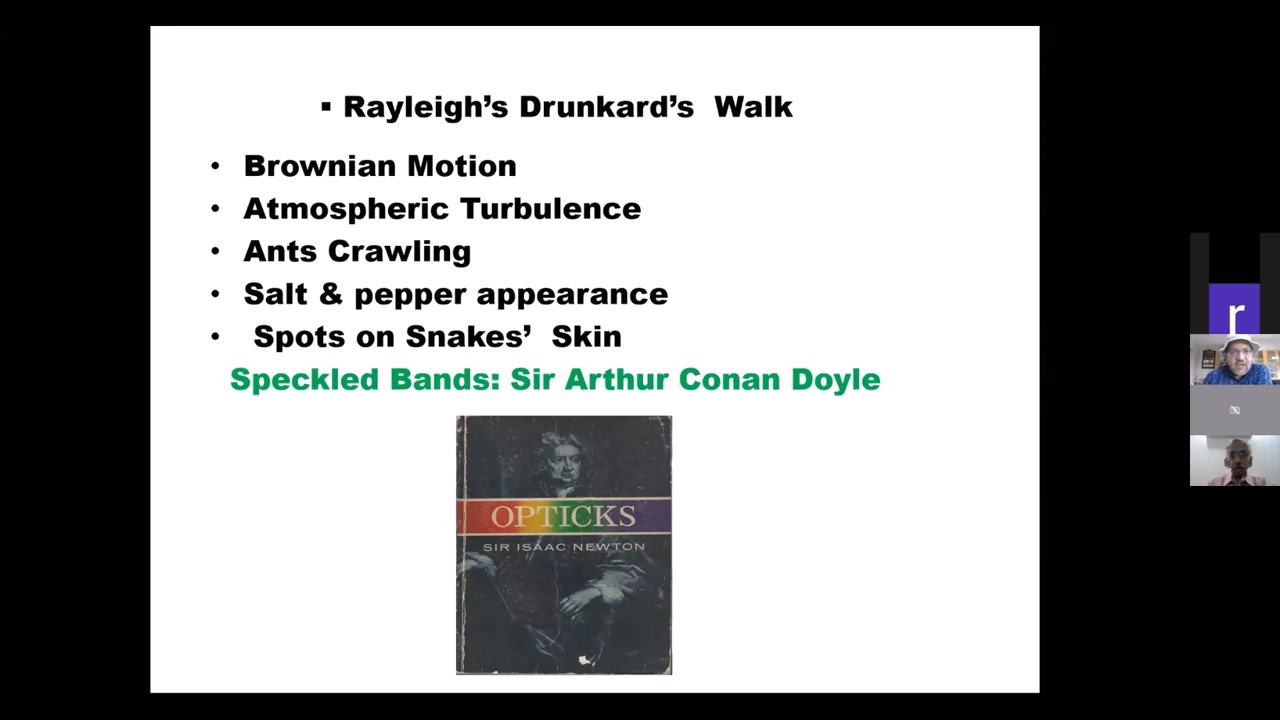 ▪ Rayleigh’s Drunkard’s  Walk
• Brownian Motion
• Atmospheric Turbulence
• Ants Crawling
• Salt & pepper appearance
•  Spots on Snakes’  Skin
Speckled Bands: Sir Arthur Conan Doyle
OPTICKS
SIR ISAAC NEWTON
r